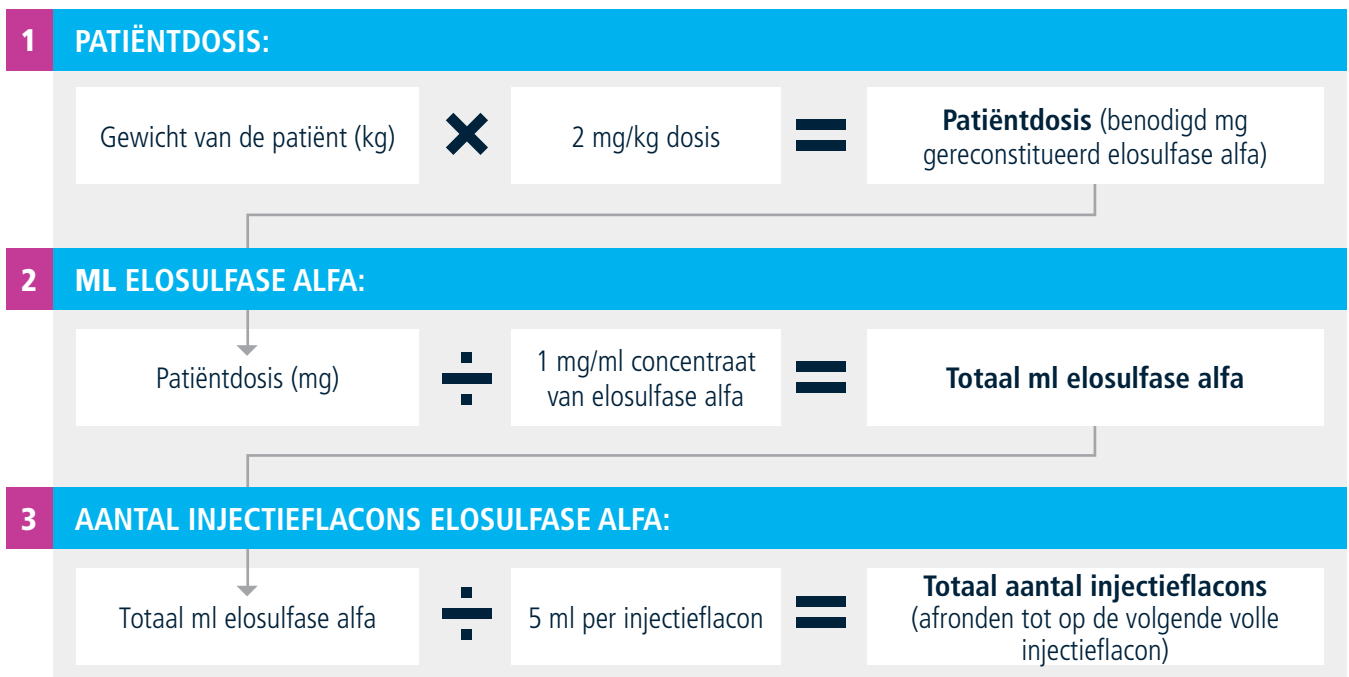 1 PATIËNTDOSIS:
Gewicht van de patiënt (kg) × 2 mg/kg dosis = Patiëntdosis (benodigd mg
gereconstitueerd elosulfase alfa)
2 ML ELOSULFASE ALFA:
Patiëntdosis (mg) ÷ 1 mg/ml concentraat
van elosulfase alfa = Totaal ml elosulfase alfa
3 AANTAL INJECTIEFLACONS ELOSULFASE ALFA:
Totaal ml elosulfase alfa ÷ 5 ml per injectieflacon = Totaal aantal injectieflacons
(afronden tot op de volgende volle
injectieflacon)